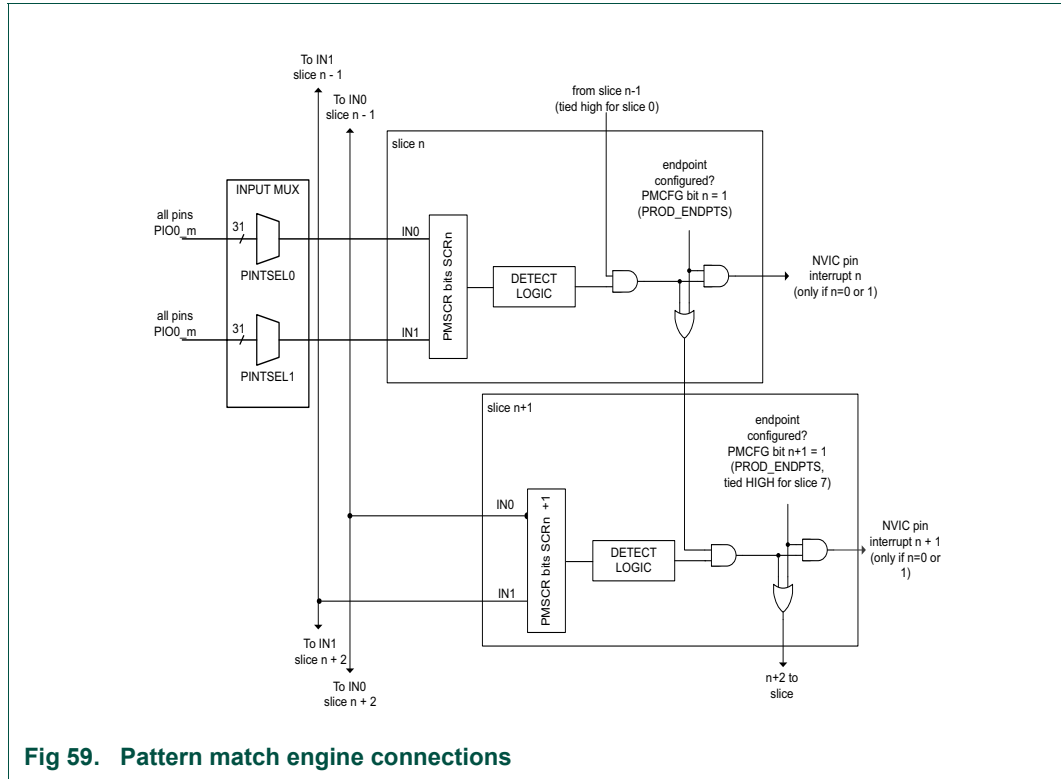 To IN1
slice n - 1
To IN0
slice n - 1
from slice n-1
(tied high for slice 0)
slice n
endpoint
configured?
PMCFG bit n = 1
(PROD_ENDPTS)
INPUT MUX
all pins
PIO0_m
31
PINTSEL0
IN0
PMSCR bits SCRn
DETECT
LOGIC
NVIC pin
interrupt n
(only if n=0 or 1)
all pins
PIO0_m
31
PINTSEL1
IN1
slice n+1
endpoint
configured?
PMCFG bit n+1 = 1
(PROD_ENDPTS,
tied HIGH for slice 7)
IN0
PMSCR bits SCRn +1
DETECT
LOGIC
NVIC pin
interrupt n + 1
(only if n=0 or
1)
IN1
To IN1
slice n + 2
To IN0
slice n + 2
n+2 to
slice
Fig 59. Pattern match engine connections